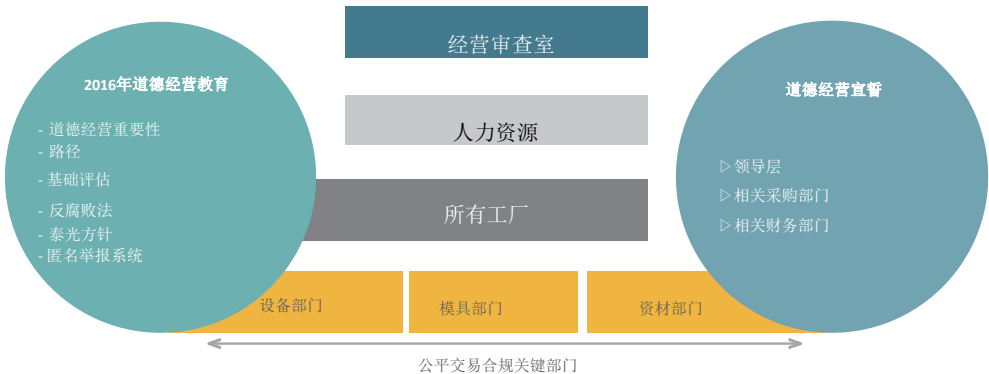 经营审查室
2016年道德经营教育
- 道德经营重要性
- 路径
- 基础评估
- 反腐败法
- 泰光方针
- 匿名举报系统
人力资源
所有工厂
道德经营宣誓
▷领导层
▷相关采购部门
▷相关财务部门
设备部门
模具部门
资材部门
公平交易合规关键部门